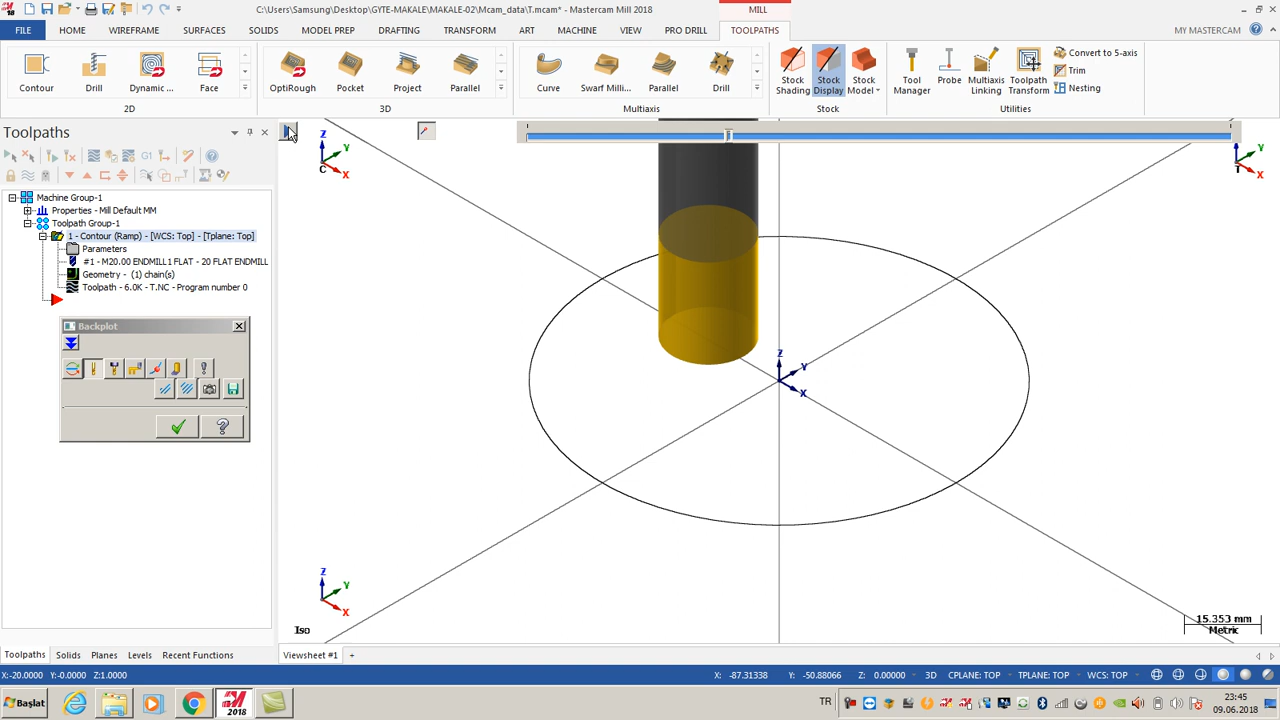 C:\Users\Samsung\Desktop\GYTE-MAKALE\MAKALE-02\Mcam_data\T.mcam* - Mastercam Mill 2018
MILL
FILE HOME WIREFRAME SURFACES SOLIDS MODEL PREP DRAFTING TRANSFORM ART MACHINE VIEW PRO DRILL TOOLPATHS MY MASTERCAM
Contour Drill Dynamic ... Face
OptiRough Pocket Project Parallel
Curve Swarf Milli... Parallel Drill
Stock Shading Stock Display Stock Model
Tool Manager Probe Multiaxis Linking Toolpath Transform
Convert to 5-axis
Trim
Nesting
2D 3D Multiaxis Stock Utilities
Toolpaths
G1
Machine Group-1
Properties - Mill Default MM
Toolpath Group-1
1 - Contour (Ramp) - [WCS: Top] - [Tplane: Top]
Parameters
#1 - M20.00 ENDMILL1 FLAT - 20 FLAT ENDMILL
Geometry - (1) chain(s)
Toolpath - 6.0K - T.NC - Program number 0
Backplot
Z
Y
X
C
Y
X
T
Z
Y
X
Z
Y
X
Iso
15.353 mm
Metric
Toolpaths Solids Planes Levels Recent Functions
Viewsheet #1 +
X:-20.0000 Y:-0.0000 Z:1.0000 X: -87.31338 Y: -50.88066 Z: 0.00000 3D CPLANE: TOP TPLANE: TOP WCS: TOP
Başlat
2018
TR
23:45
09.06.2018